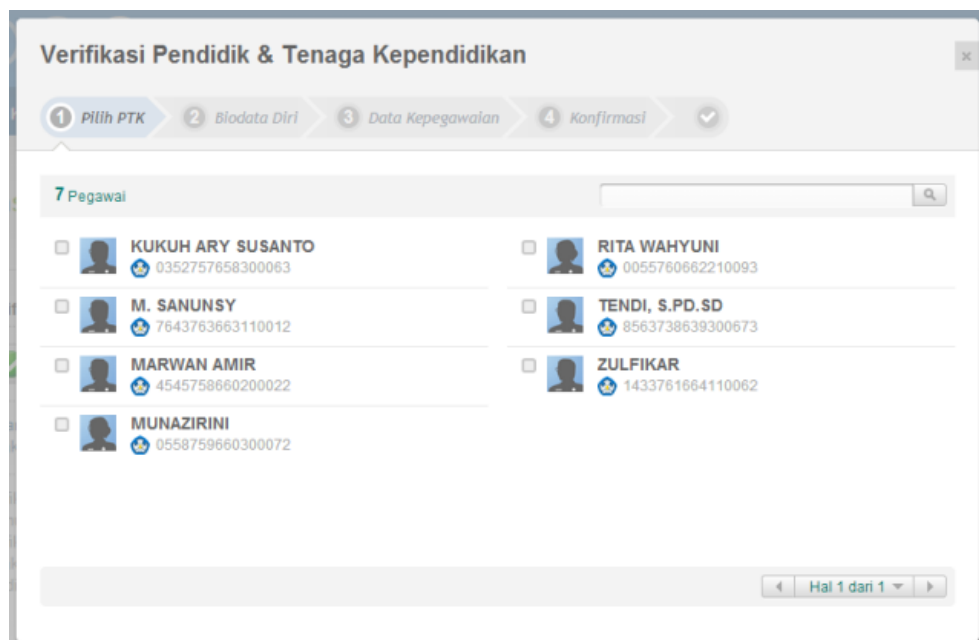 Verifikasi Pendidik & Tenaga Kependidikan
1 Pilih PTK 2 Biodata Diri 3 Data Kepegawaian 4 Konfirmasi
7 Pegawai
KUKUH ARY SUSANTO
0352757658300063
M. SANUNSY
7643763663110012
MARWAN AMIR
4545758660200022
MUNAZIRINI
0558759660300072
RITA WAHYUNI
0055760662210093
TENDI, S.PD.SD
8563738639300673
ZULFIKAR
1433761664110062
Hal 1 dari 1